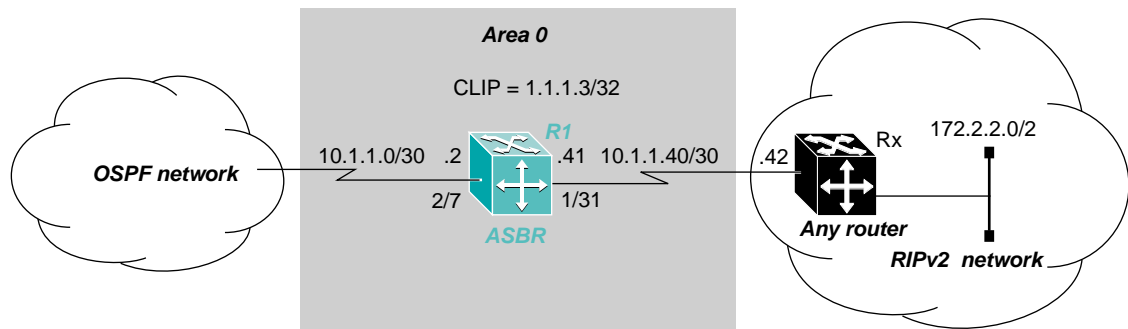 Area 0
CLIP = 1.1.1.3/32
R1
Rx
172.2.2.0/2
10.1.1.0/30 .2 .41 10.1.1.40/30 .42
OSPF network
2/7 1/31
ASBR
Any router
RIPv2 network